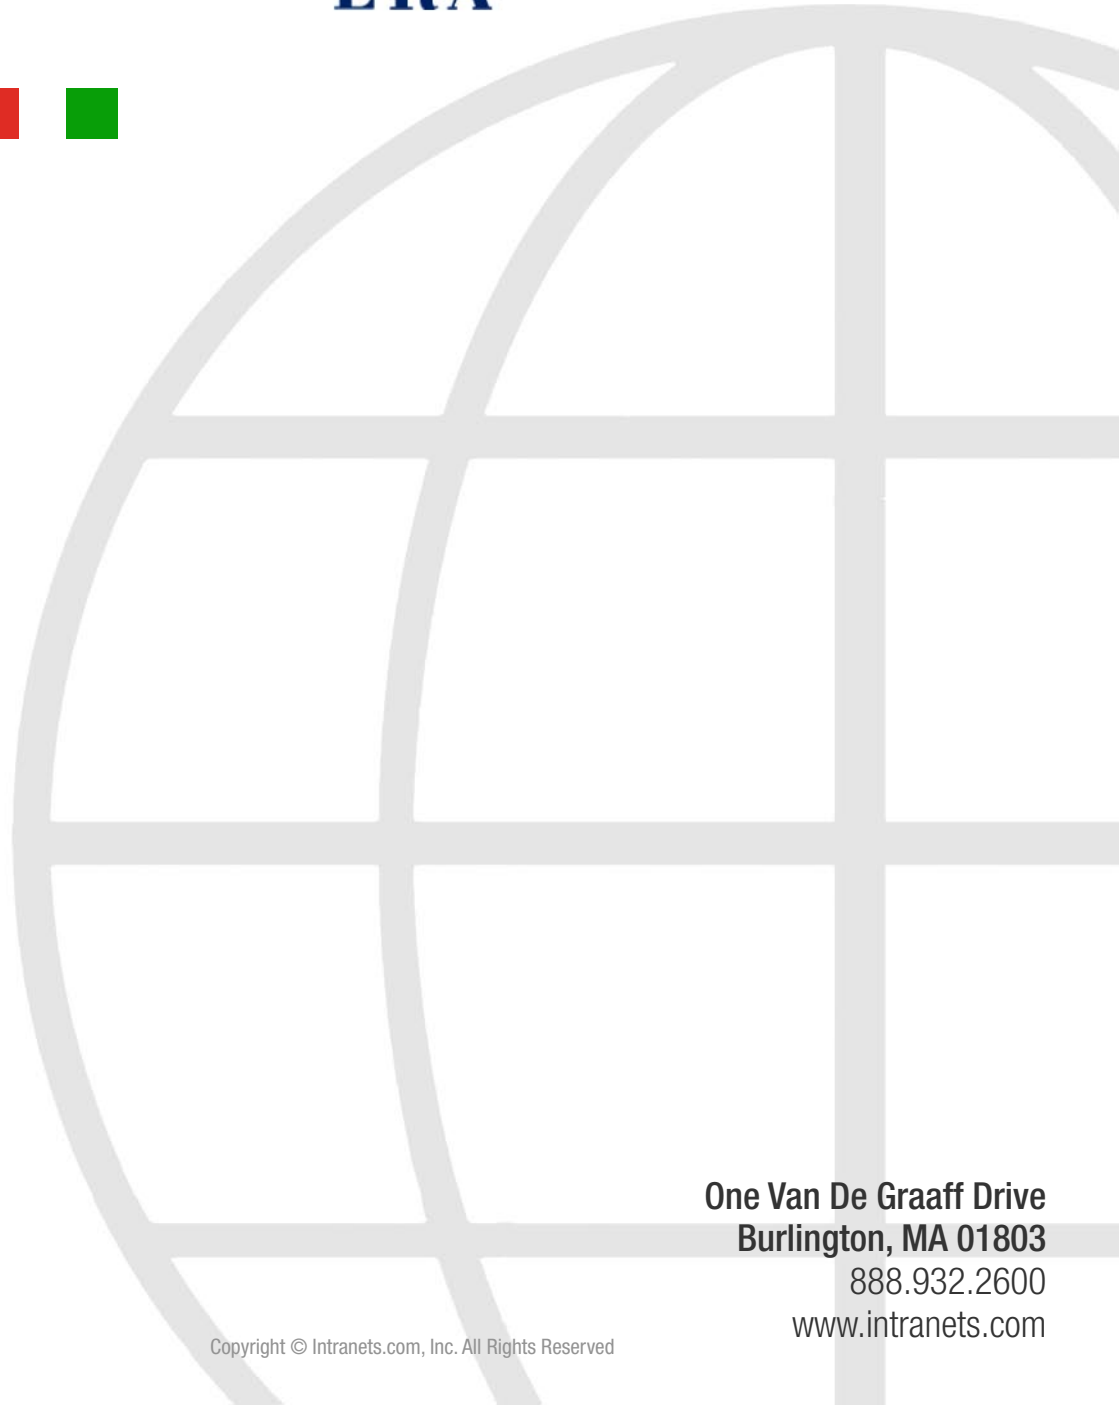 One Van De Graaff Drive
Burlington, MA 01803
888.932.2600
www.intranets.com
Copyright © Intranets.com, Inc. All Rights Reserved